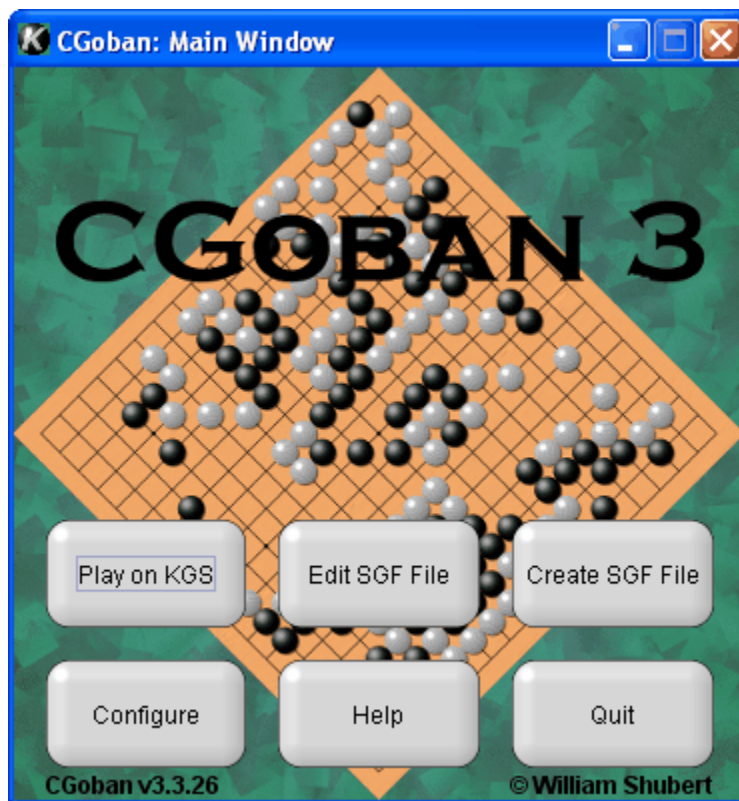 CGoban: Main Window
CGOBAN 3
Play on KGS
Edit SGF File
Create SGF File
Configure
Help
Quit
CGoban v3.3.26
© William Shubert